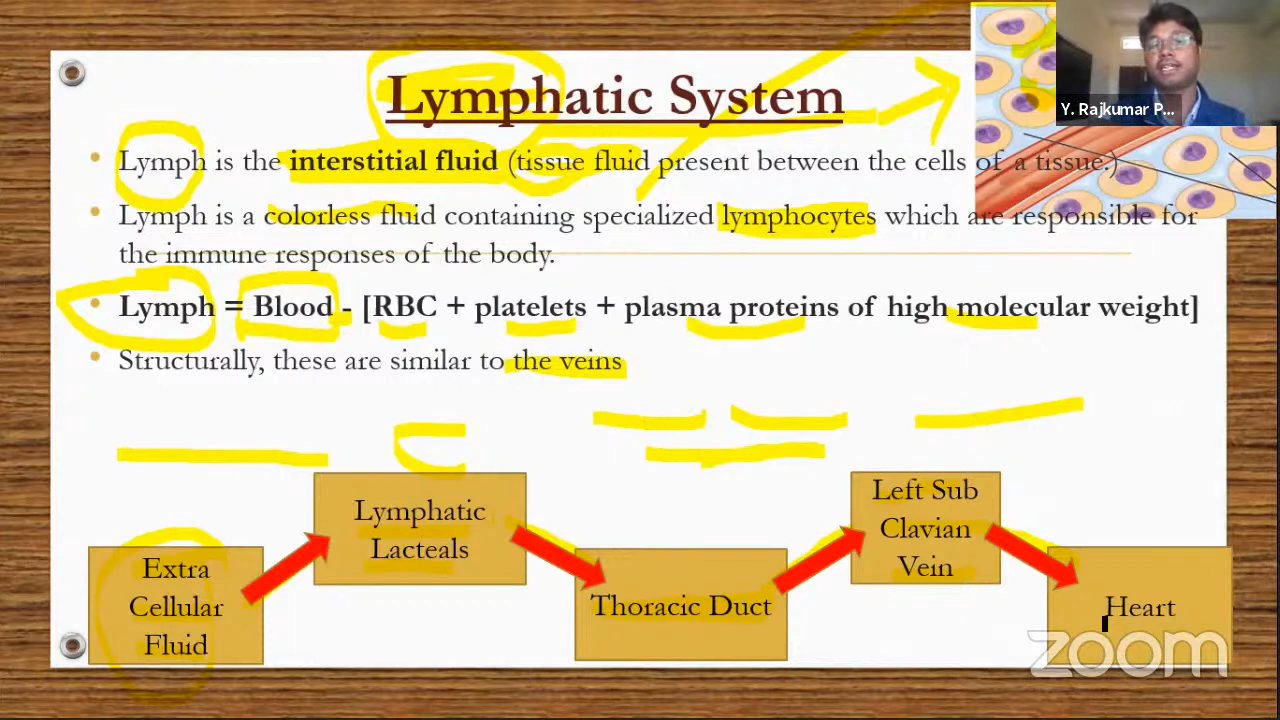 Lymphatic System
Y. Rajkumar P...
• Lymph is the interstitial fluid (tissue fluid present between the cells of a tissue.)
• Lymph is a colorless fluid containing specialized lymphocytes which are responsible for
the immune responses of the body.
• Lymph = Blood - [RBC + platelets + plasma proteins of high molecular weight]
• Structurally, these are similar to the veins
Extra
Cellular
Fluid
Lymphatic
Lacteals
Thoracic Duct
Left Sub
Clavian
Vein
Heart
zoom